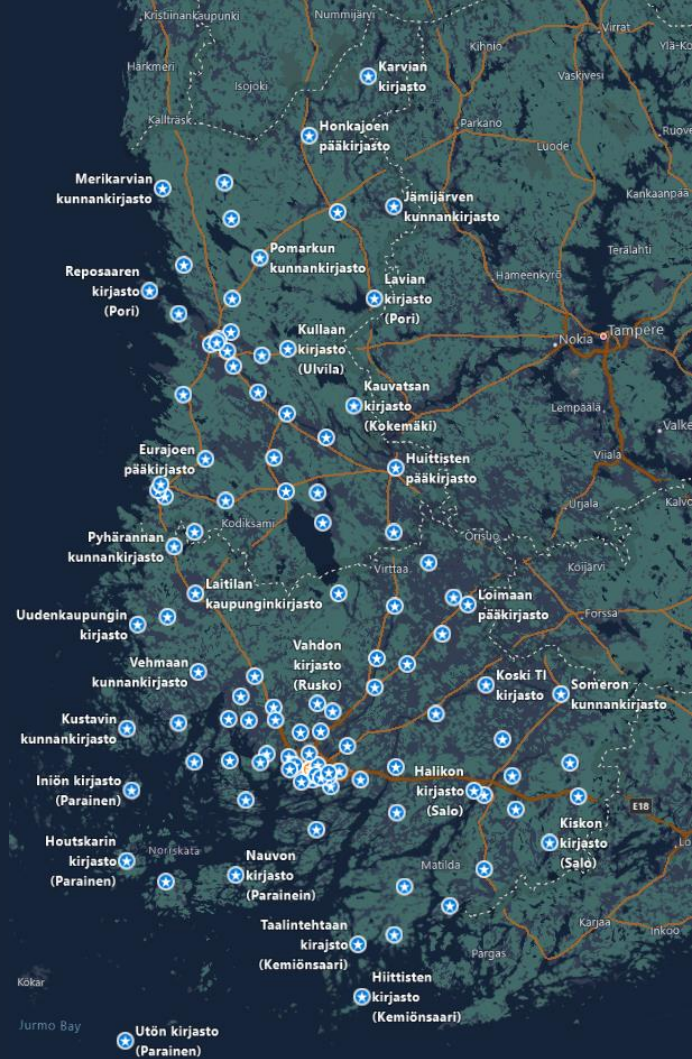 Kristiinankaupunki
Nummijärvi
Virrat
Kihniö
Ylä-Ko
Härkmeri
Karvian
kirjasto
Vaskivesi
Isojoki
Kallträsk
Honkajoen
pääkirjasto
Parkano
Ruove
Luode
Merikarvian
kunnankirjasto
Kankaanpää
Jämijärven
kunnankirjasto
Pomarkun
kunnankirjasto
Terälahti
Reposaaren
kirjasto
(Pori)
Lavian
kirjasto
(Pori)
Hämeenkyrö
Kullaan
kirjasto
(Ulvila)
Tampere
Nokia
Kauvatsan
kirjasto
(Kokemäki)
Lempäälä
Valke
Eurajoen
pääkirjasto
Huittisten
pääkirjasto
Viiala
Urjala
Kalvo
Kodiksami
Pyhärannan
kunnankirjasto
Oripuo
Virttaa
Koijärvi
Laitilan
kaupunginkirjasto
Loimaan
pääkirjasto
Forssa
Uudenkaupungin
kirjasto
Vahdon
kirjasto
(Rusko)
Vehmaan
kunnankirjasto
Koski Tl
kirjasto
Someron
kunnankirjasto
Kustavin
kunnankirjasto
Iniön kirjasto
(Parainen)
Halikon
kirjasto
(Salo)
E18
Kiskon
kirjasto
(Salo)
Lo
Houtskarin
kirjasto
(Parainen)
Norrskata
Nauvon
kirjasto
(Parainein)
Matilda
Taalintehtaan
kirajsto
(Kemiönsaari)
Karjaa
Inkoo
Pargas
Kökar
Hiittisten
kirjasto
(Kemiönsaari)
Jurmo Bay
Utön kirjasto
(Parainen)